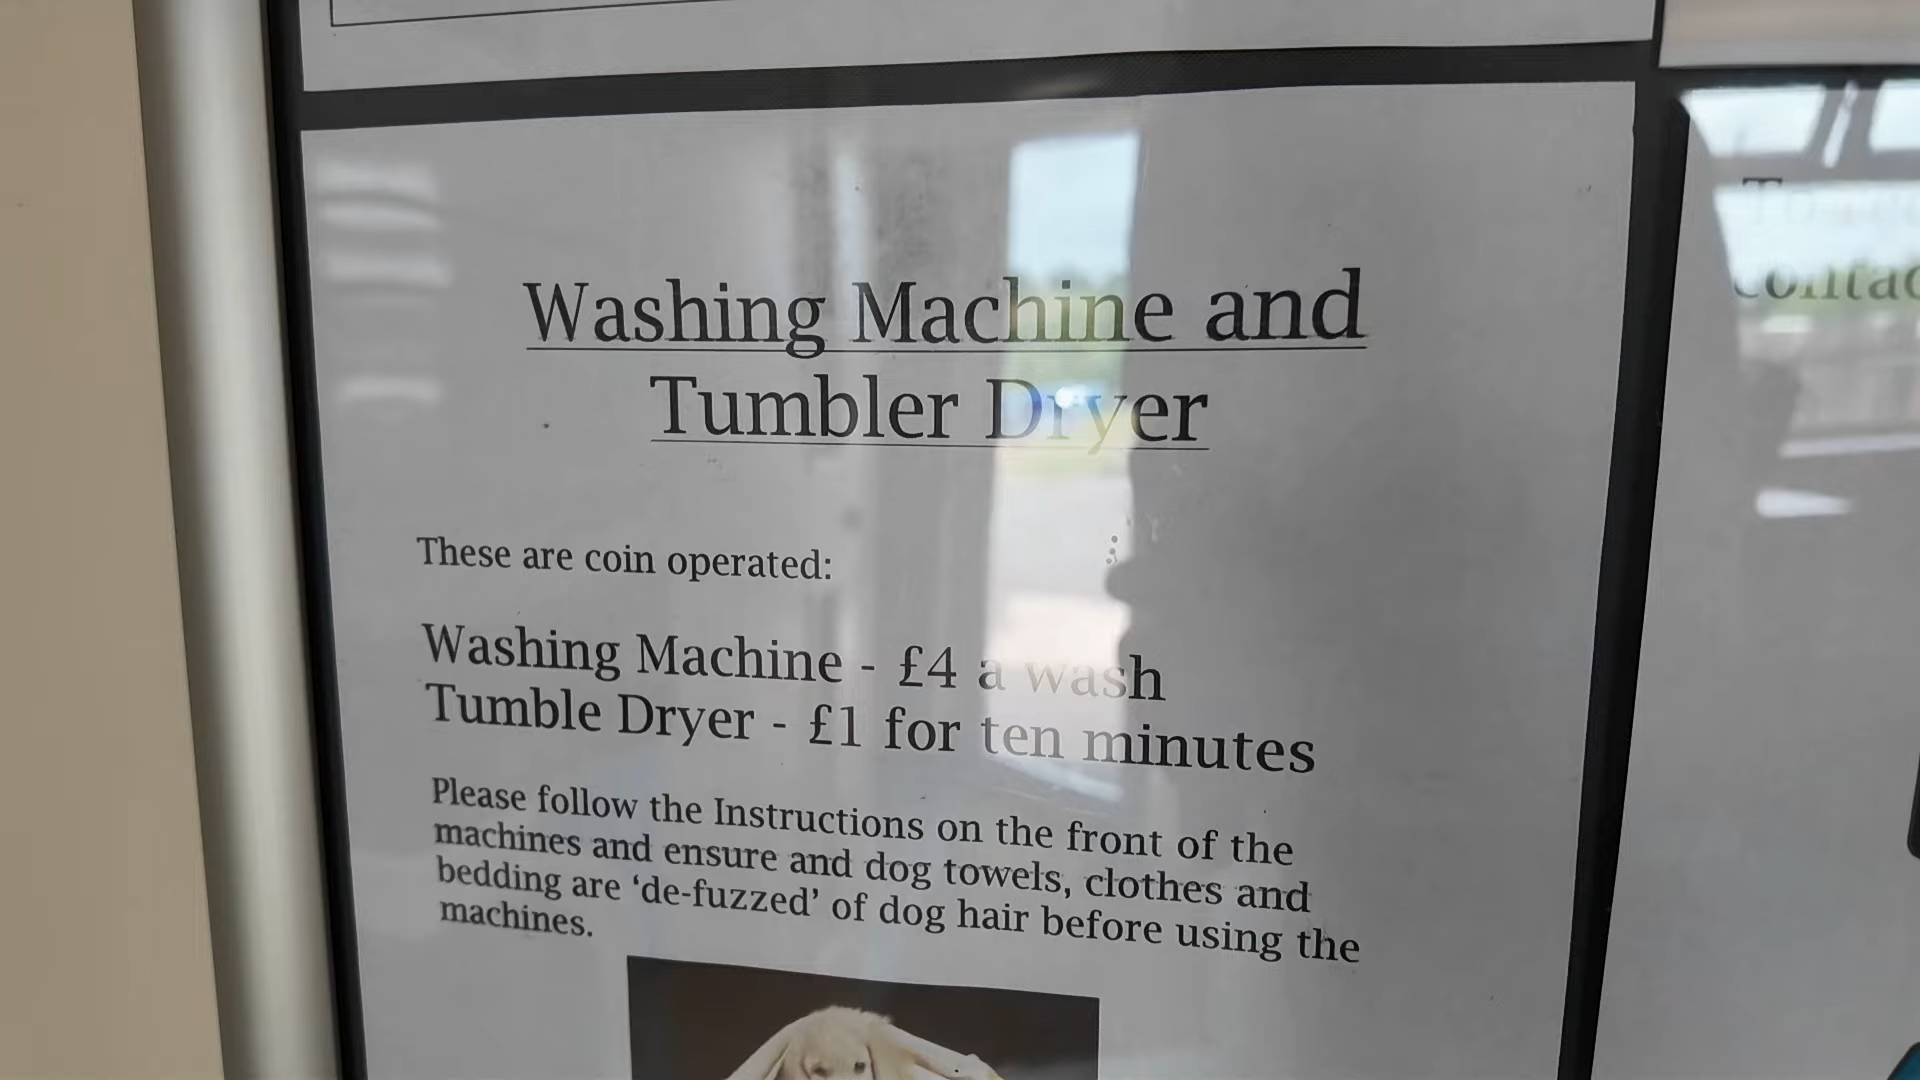 Washing Machine and
Tumbler Dryer
These are coin operated:
Washing Machine - £4 a wash
Tumble Dryer - £1 for ten minutes
Please follow the Instructions on the front of the
machines and ensure and dog towels, clothes and
bedding are ‘de-fuzzed’ of dog hair before using the
machines.